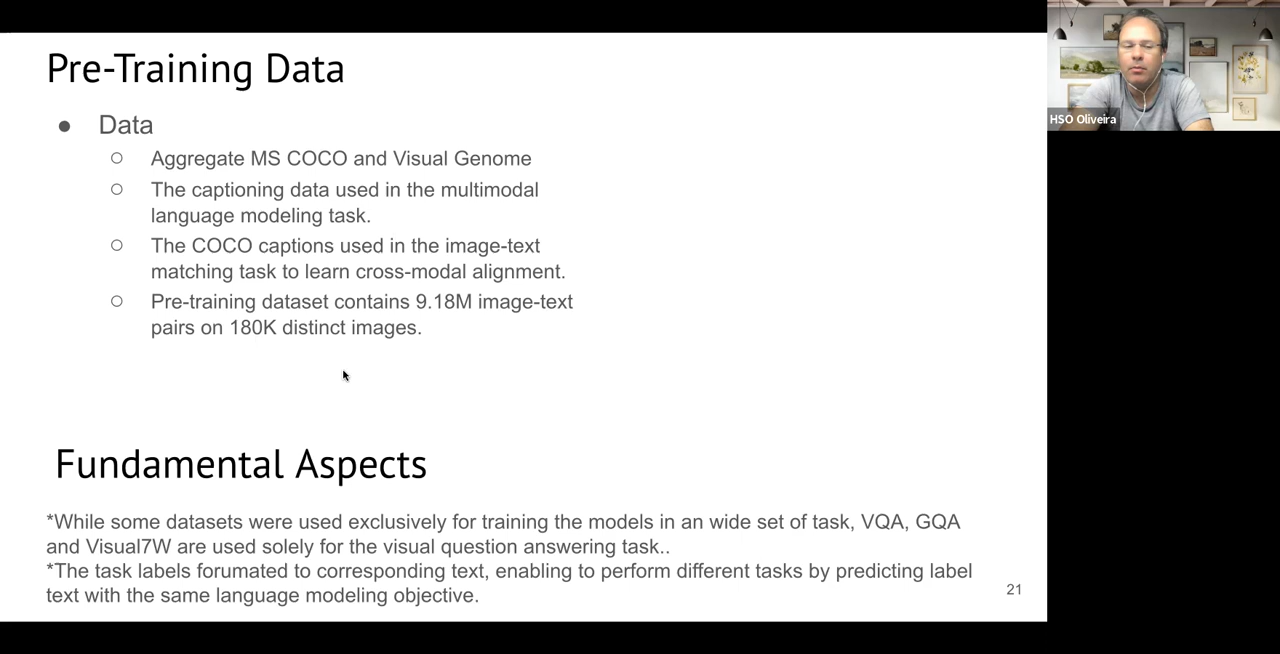 Pre-Training Data
● Data
○ Aggregate MS COCO and Visual Genome
○ The captioning data used in the multimodal
language modeling task.
○ The COCO captions used in the image-text
matching task to learn cross-modal alignment.
○ Pre-training dataset contains 9.18M image-text
pairs on 180K distinct images.
Fundamental Aspects
*While some datasets were used exclusively for training the models in an wide set of task, VQA, GQA
and Visual7W are used solely for the visual question answering task..
*The task labels forumated to corresponding text, enabling to perform different tasks by predicting label
text with the same language modeling objective.
21
HSO Oliveira